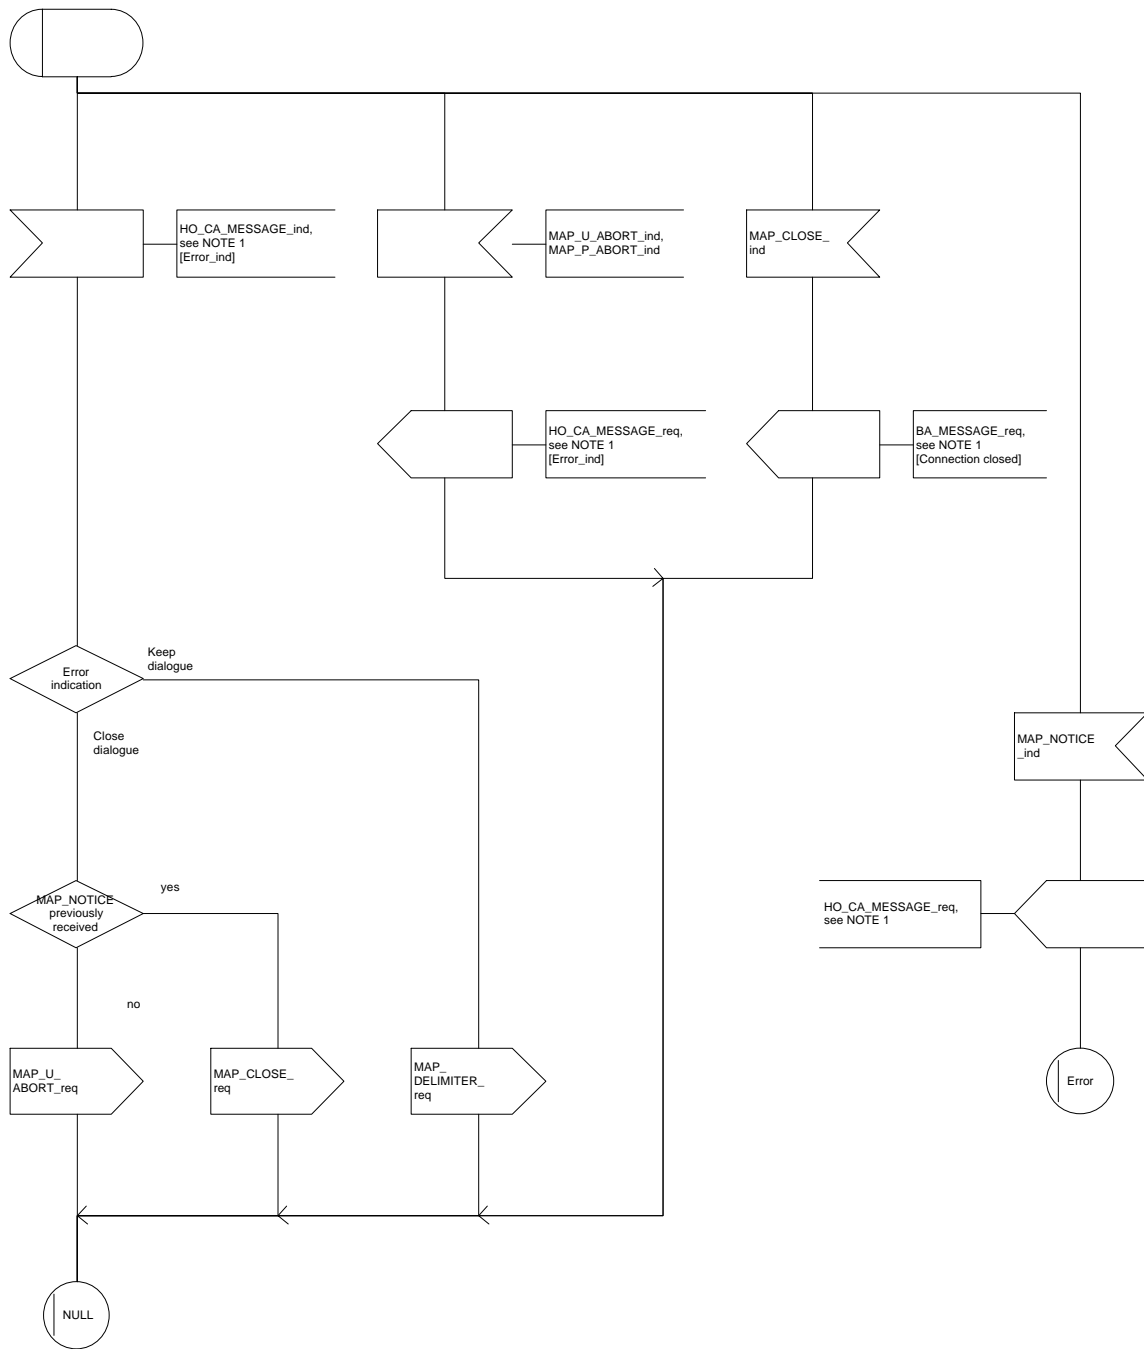 HO_CA_MESSAGE_ind,
see NOTE 1
[Error_ind]
MAP_U_ABORT_ind,
MAP_P_ABORT_ind
MAP_CLOSE_
ind
HO_CA_MESSAGE_req,
see NOTE 1
[Error_ind]
BA_MESSAGE_req,
see NOTE 1
[Connection closed]
Error
indication
Keep
dialogue
Close
dialogue
MAP_NOTICE
_ind
MAP_NOTICE
previously
received
yes
no
HO_CA_MESSAGE_req,
see NOTE 1
MAP_U_
ABORT_req
MAP_CLOSE_
req
MAP_
DELIMITER_
req
Error
NULL